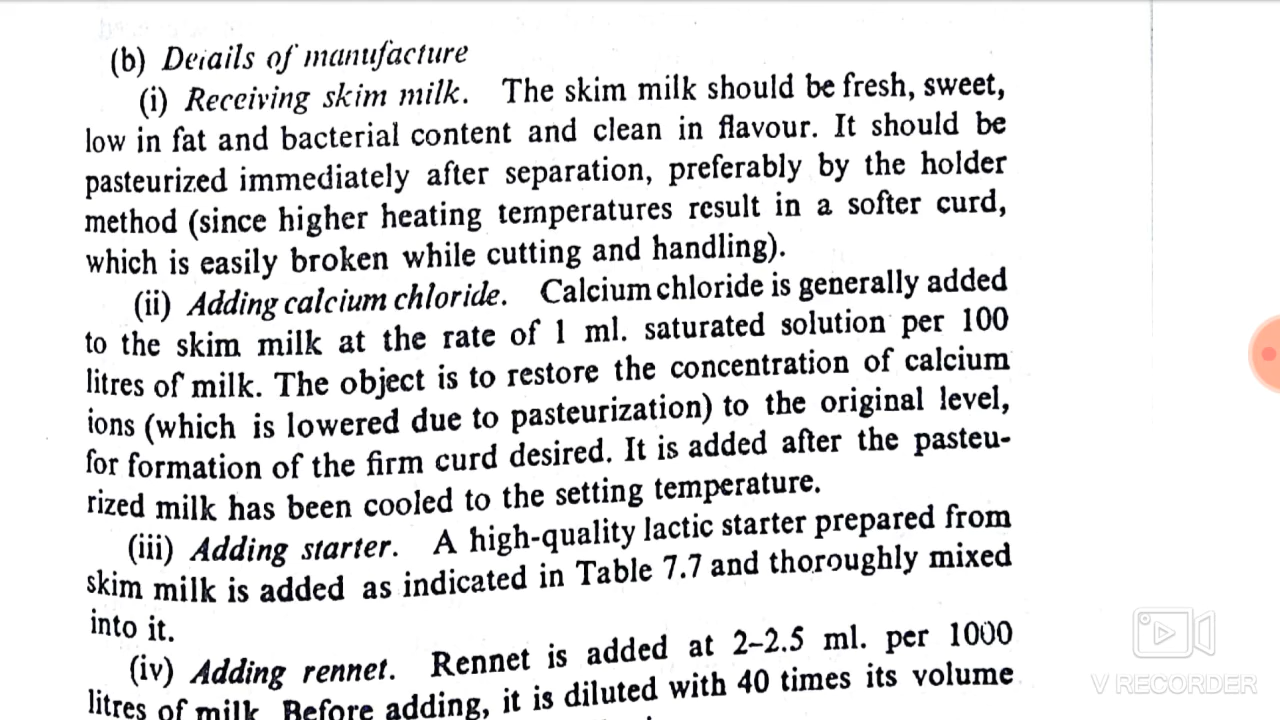 (b) Details of manufacture
(i) Receiving skim milk. The skim milk should be fresh, sweet,
low in fat and bacterial content and clean in flavour. It should be
pasteurized immediately after separation, preferably by the holder
method (since higher heating temperatures result in a softer curd,
which is easily broken while cutting and handling).
(ii) Adding calcium chloride. Calcium chloride is generally added
to the skim milk at the rate of 1 ml. saturated solution per 100
litres of milk. The object is to restore the concentration of calcium
ions (which is lowered due to pasteurization) to the original level,
for formation of the firm curd desired. It is added after the pasteu-
rized milk has been cooled to the setting temperature.
(iii) Adding starter. A high-quality lactic starter prepared from
skim milk is added as indicated in Table 7.7 and thoroughly mixed
into it.
(iv) Adding rennet. Rennet is added at 2–2.5 ml. per 1000
litres of milk. Before adding, it is diluted with 40 times its volume
V RECORDER